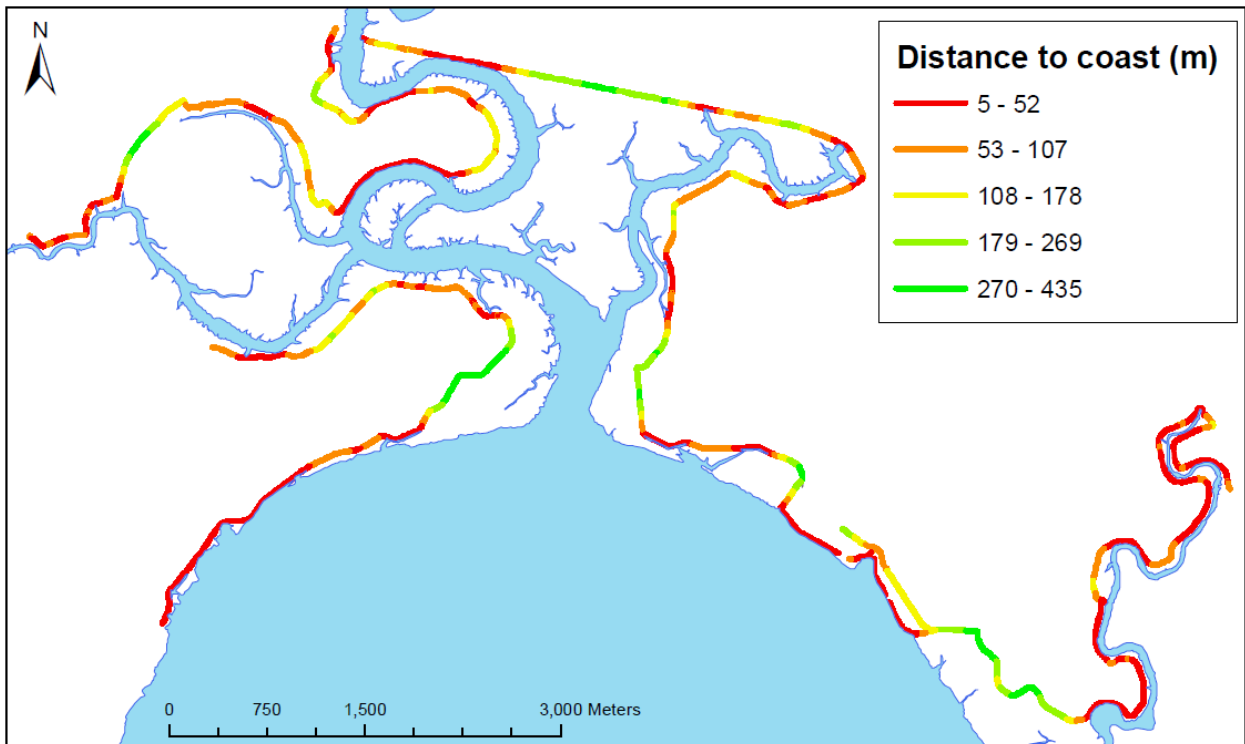 N
Distance to coast (m)
5 - 52
53 - 107
108 - 178
179 - 269
270 - 435
0 750 1,500 3,000 Meters